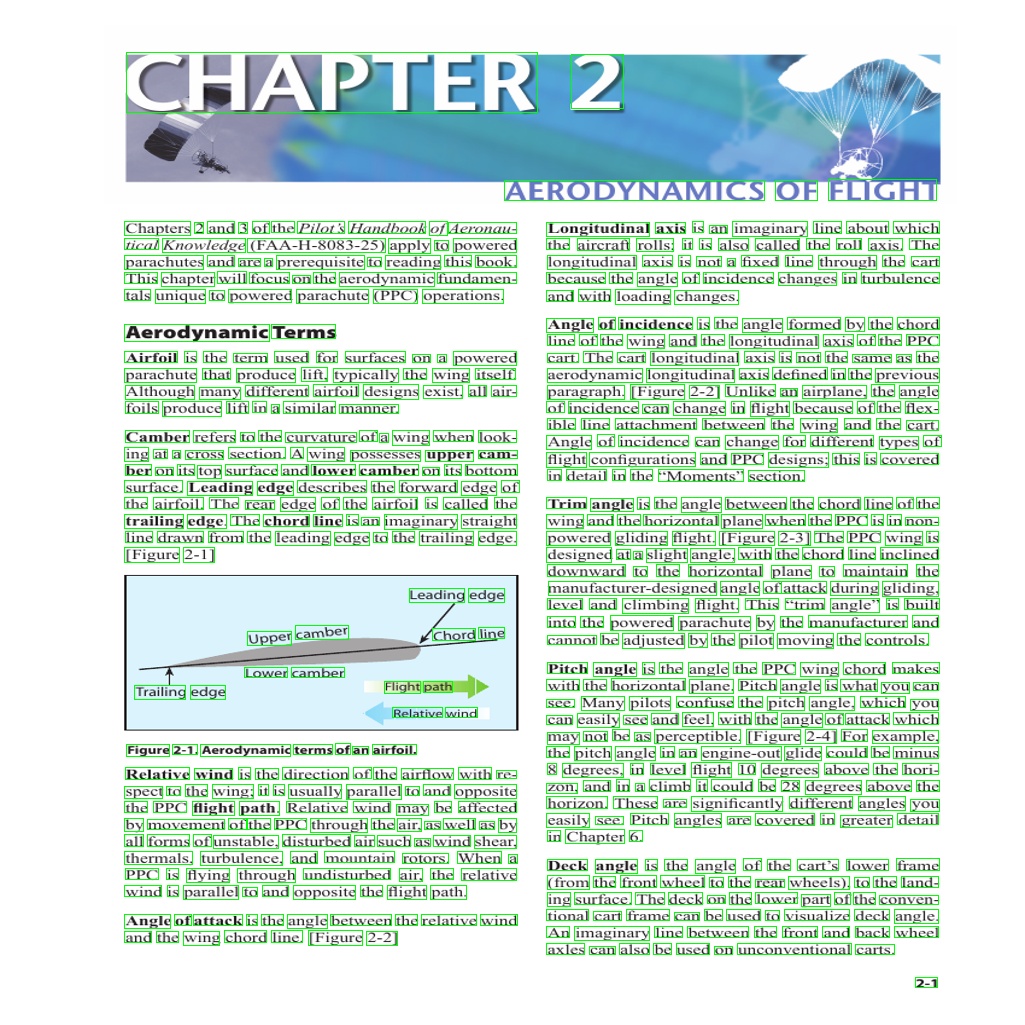 CHAPTER 2
AERODYNAMICS OF FLIGHT
Chapters 2 and 3 of the Pilot's Handbook of Aeronau-
tical Knowledge (FAA-H-8083-25) apply to powered
parachutes and are a prerequisite to reading this book.
This chapter will focus on the aerodynamic fundamen-
tals unique to powered parachute (PPC) operations.
Aerodynamic Terms
Airfoil is the term used for surfaces on a powered
parachute that produce lift, typically the wing itself.
Although many different airfoil designs exist, all air-
foils produce lift in a similar manner.
Camber refers to the curvature of a wing when look-
ing at a cross section. A wing possesses upper cam-
ber on its top surface and lower camber on its bottom
surface. Leading edge describes the forward edge of
the airfoil. The rear edge of the airfoil is called the
trailing edge. The chord line is an imaginary straight
line drawn from the leading edge to the trailing edge.
[Figure 2-1]
Leading edge
Upper camber
Chord line
Lower camber
Trailing edge
Flight path
Relative wind
Figure 2-1. Aerodynamic terms of an airfoil.
Relative wind is the direction of the airflow with re-
spect to the wing; it is usually parallel to and opposite
the PPC flight path. Relative wind may be affected
by movement of the PPC through the air, as well as by
all forms of unstable, disturbed air such as wind shear,
thermals, turbulence, and mountain rotors. When a
PPC is flying through undisturbed air, the relative
wind is parallel to and opposite the flight path.
Angle of attack is the angle between the relative wind
and the wing chord line. [Figure 2-2]
Longitudinal axis is an imaginary line about which
the aircraft rolls; it is also called the roll axis. The
longitudinal axis is not a fixed line through the cart
because the angle of incidence changes in turbulence
and with loading changes.
Angle of incidence is the angle formed by the chord
line of the wing and the longitudinal axis of the PPC
cart. The cart longitudinal axis is not the same as the
aerodynamic longitudinal axis defined in the previous
paragraph. [Figure 2-2] Unlike an airplane, the angle
of incidence can change in flight because of the flex-
ible line attachment between the wing and the cart.
Angle of incidence can change for different types of
flight configurations and PPC designs; this is covered
in detail in the “Moments” section.
Trim angle is the angle between the chord line of the
wing and the horizontal plane when the PPC is in non-
powered gliding flight. [Figure 2-3] The PPC wing is
designed at a slight angle, with the chord line inclined
downward to the horizontal plane to maintain the
manufacturer-designed angle of attack during gliding,
level and climbing flight. This “trim angle” is built
into the powered parachute by the manufacturer and
cannot be adjusted by the pilot moving the controls.
Pitch angle is the angle the PPC wing chord makes
with the horizontal plane. Pitch angle is what you can
see. Many pilots confuse the pitch angle, which you
can easily see and feel, with the angle of attack which
may not be as perceptible. [Figure 2-4] For example,
the pitch angle in an engine-out glide could be minus
8 degrees, in level flight 10 degrees above the hori-
zon, and in a climb it could be 28 degrees above the
horizon. These are significantly different angles you
easily see. Pitch angles are covered in greater detail
in Chapter 6.
Deck angle is the angle of the cart's lower frame
(from the front wheel to the rear wheels), to the land-
ing surface. The deck on the lower part of the conven-
tional cart frame can be used to visualize deck angle.
An imaginary line between the front and back wheel
axles can also be used on unconventional carts.
2-1